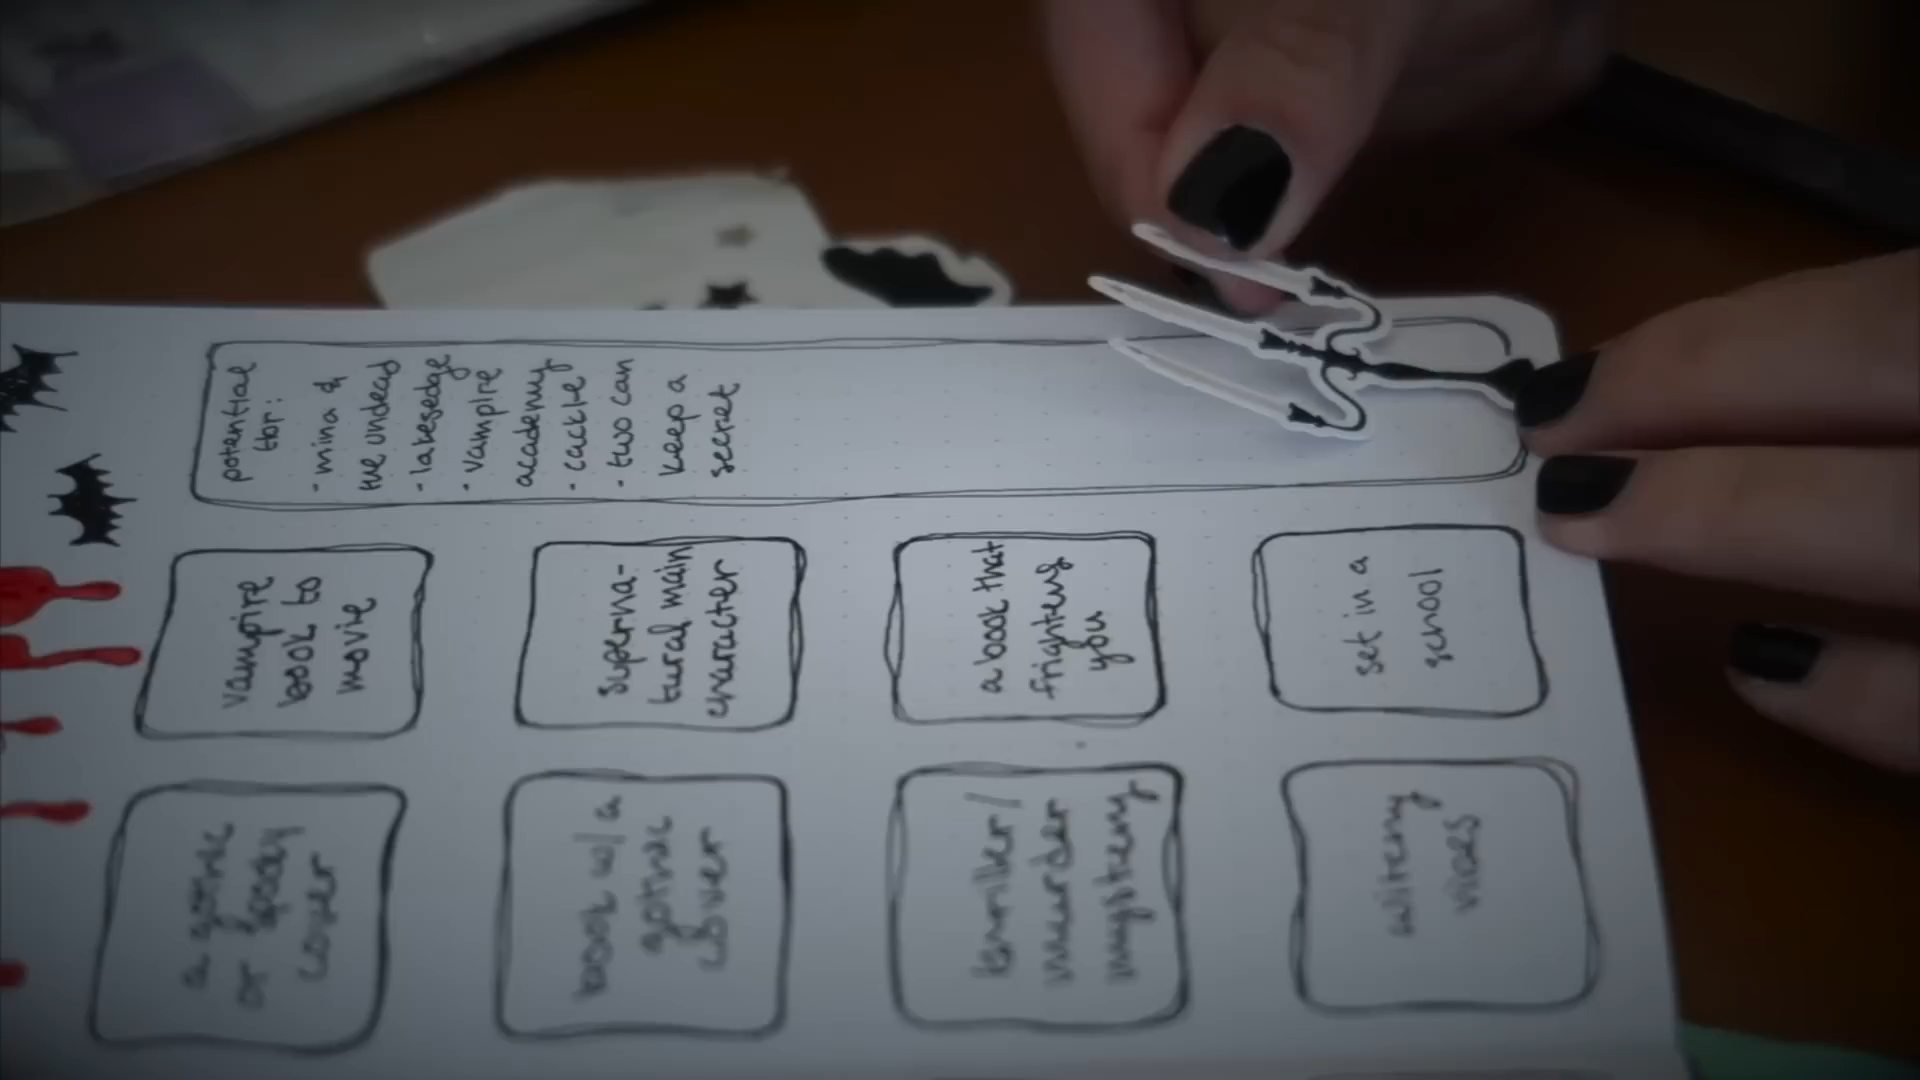 potential
tbr:
- mina &
the undead
- lakesedge
- vampire
academy
- cackle
- two can
keep a
secret
vampire
book to
movie
superna-
tural main
character
a book that
frightens
you
set in a
school
a gothic
or spooky
cover
book w/ a
gothic
cover
thriller/
murder
mystery
witchy
vibes